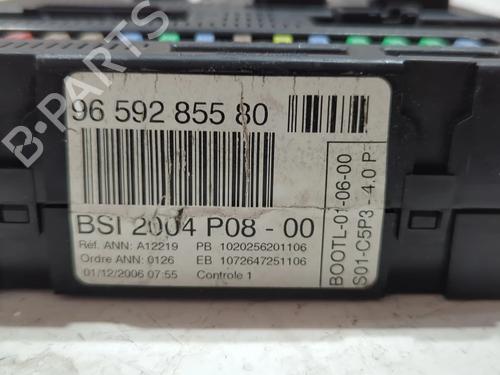 B-PARTS
96 592 855 80
BSI 2004 P08 - 00
Réf. ANN: A12219 PB 1020256201106
Ordre ANN: 0126 EB 1072647251106
01/12/2006 07:55 Controle 1
BOOTL-01-06-00
S01-C5P3 - 4.0 P